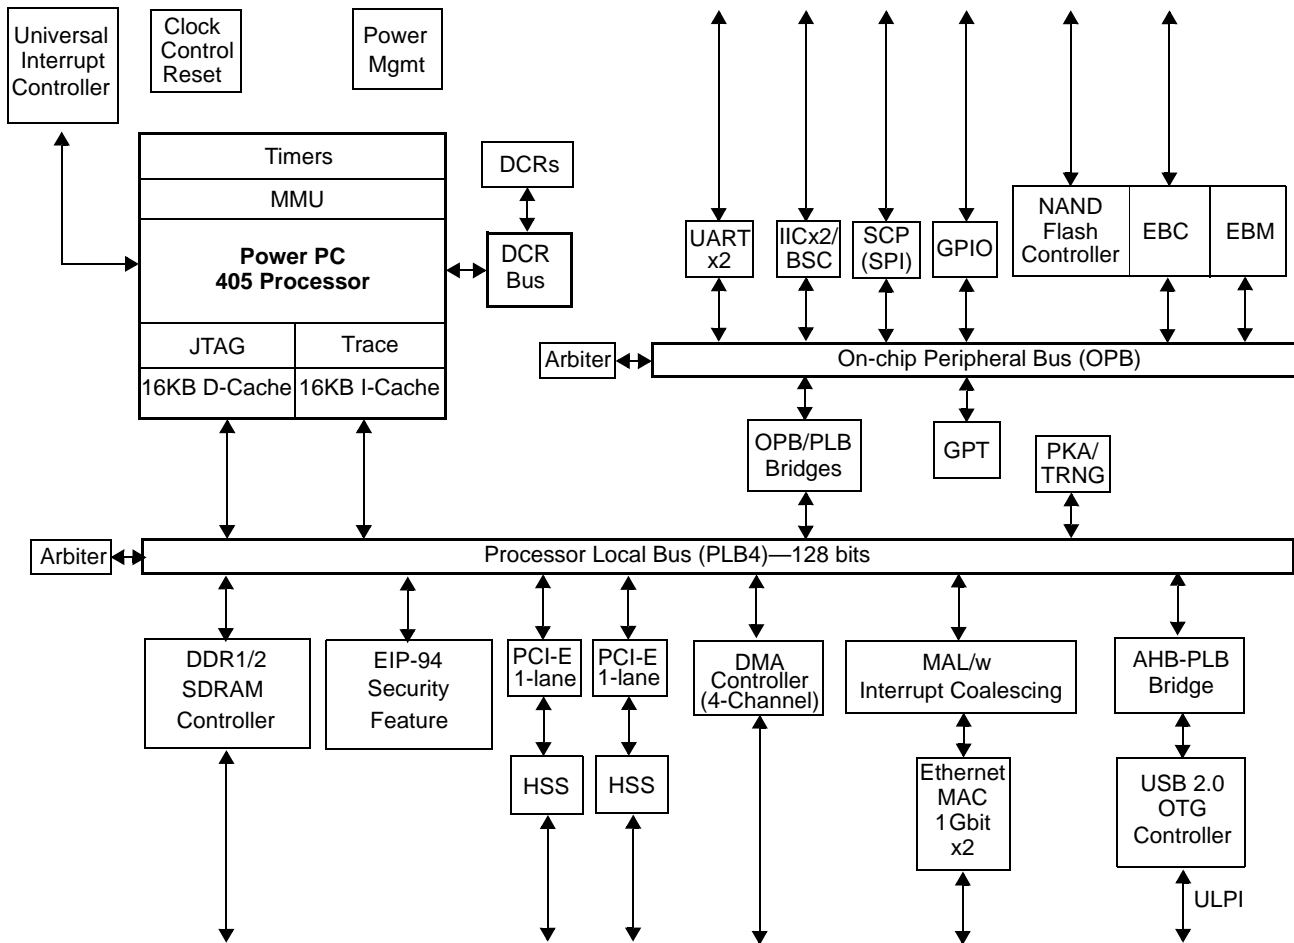 Universal
Interrupt
Controller
Clock
Control
Reset
Power
Mgmt
Timers
MMU
Power PC
405 Processor
JTAG
Trace
16KB D-Cache
16KB I-Cache
DCRs
DCR
Bus
UART
x2
IICx2/
BSC
SCP
(SPI)
GPIO
NAND
Flash
Controller
EBC
EBM
Arbiter
On-chip Peripheral Bus (OPB)
OPB/PLB
Bridges
GPT
PKA/
TRNG
Arbiter
Processor Local Bus (PLB4)—128 bits
DDR1/2
SDRAM
Controller
EIP-94
Security
Feature
PCI-E
1-lane
PCI-E
1-lane
DMA
Controller
(4-Channel)
MAL/w
Interrupt Coalescing
AHB-PLB
Bridge
HSS
HSS
Ethernet
MAC
1Gbit
x2
USB 2.0
OTG
Controller
ULPI